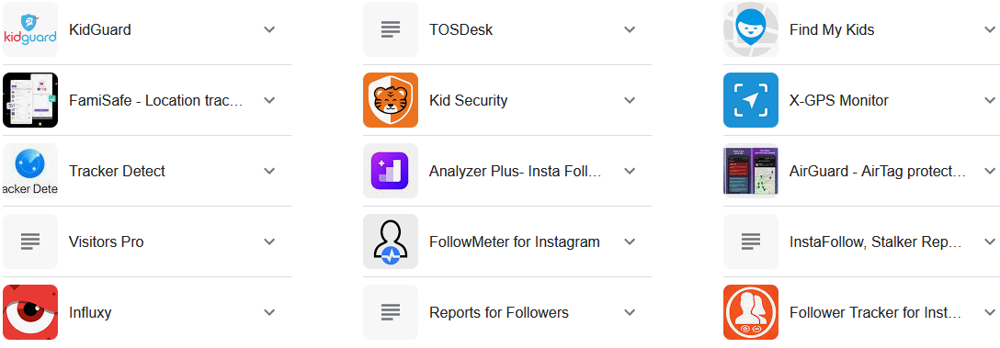 kidguard
KidGuard
TOSDesk
Find My Kids
FamiSafe - Location trac...
Kid Security
X-GPS Monitor
acker Dete
Tracker Detect
Analyzer Plus- Insta Foll...
AirGuard - AirTag protect...
Visitors Pro
FollowMeter for Instagram
InstaFollow, Stalker Rep...
Influxy
Reports for Followers
Follower Tracker for Inst...